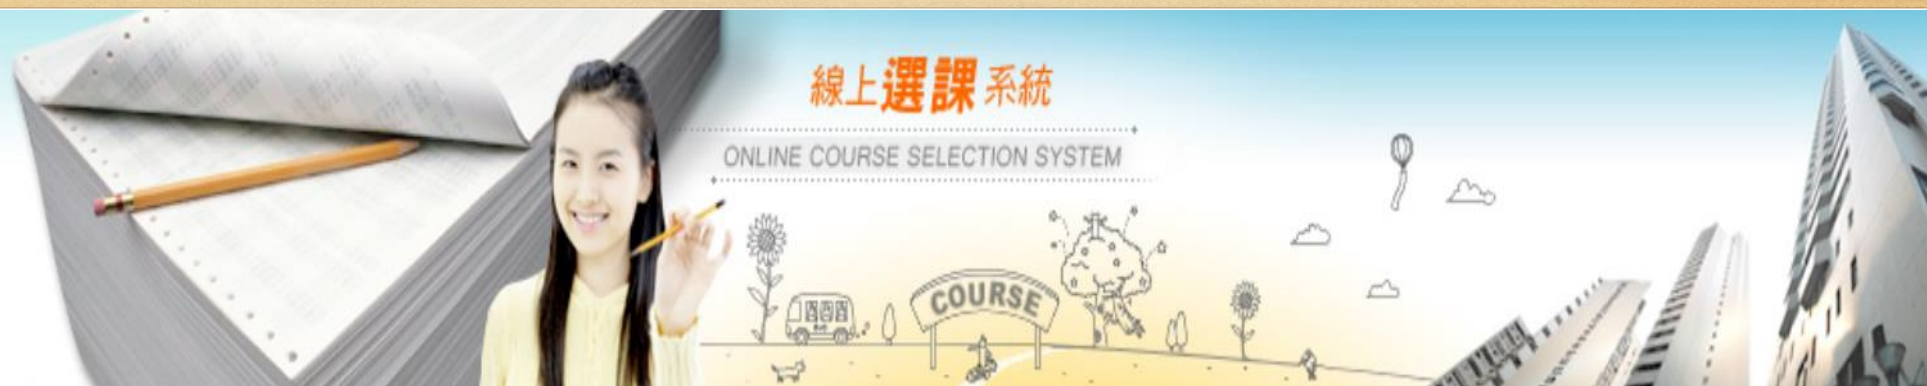 線上選課系統
ONLINE COURSE SELECTION SYSTEM
COURSE